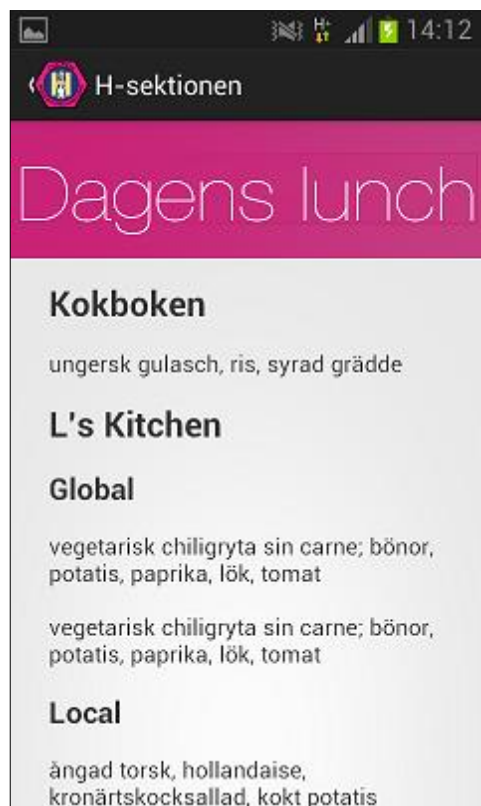 14:12
H-sektionen
Dagens lunch
Kokboken
ungersk gulasch, ris, syrad grädde
L's Kitchen
Global
vegetarisk chiligryta sin carne; bönor,
potatis, paprika, lök, tomat
vegetarisk chiligryta sin carne; bönor,
potatis, paprika, lök, tomat
Local
ångad torsk, hollandaise,
kronärtskocksallad, kokt potatis